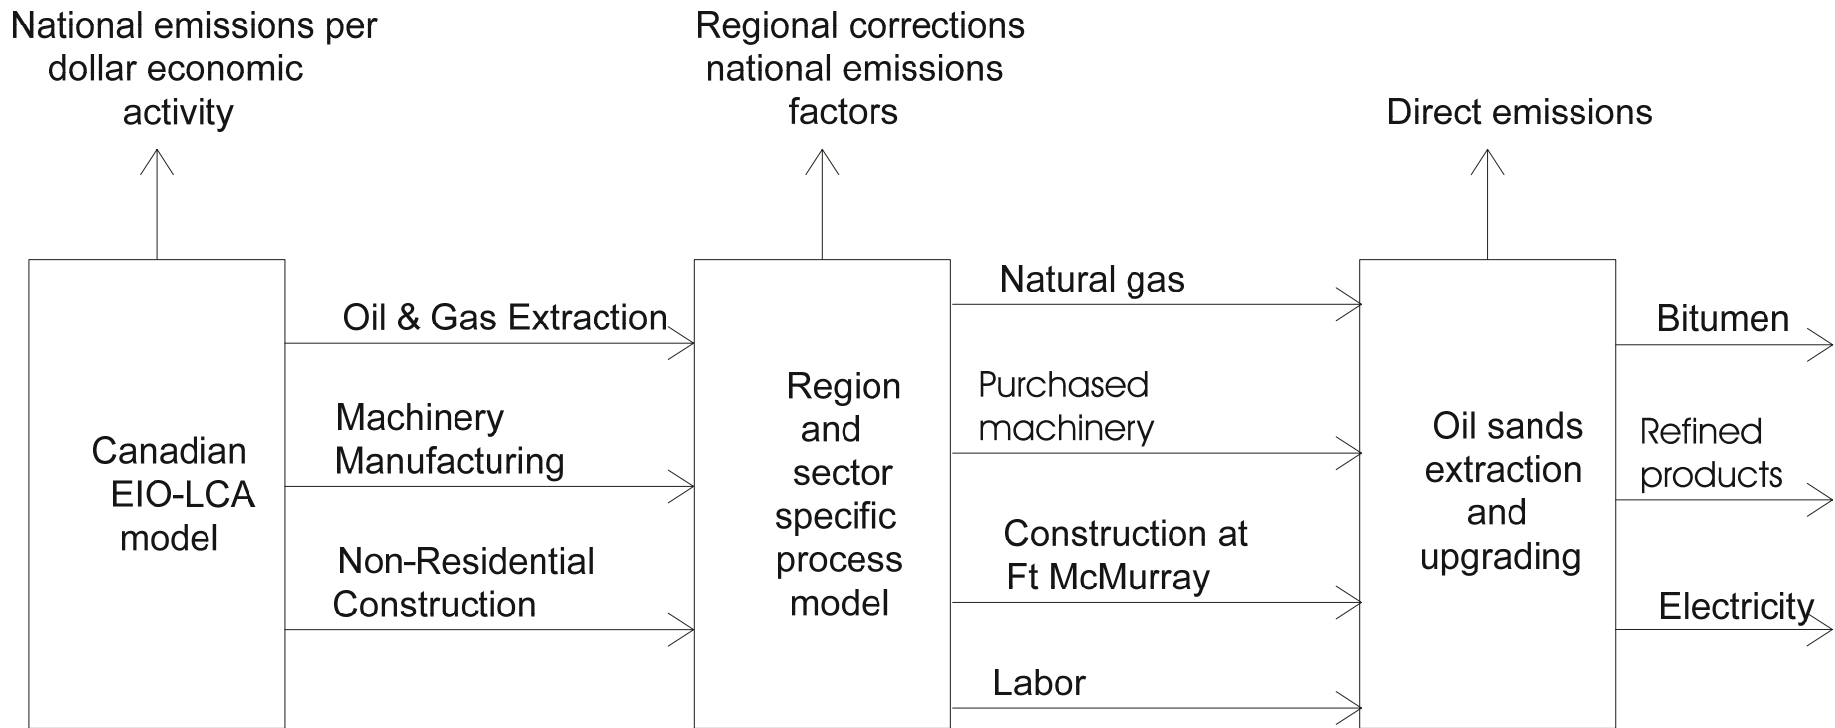 National emissions per
dollar economic
activity
Regional corrections
national emissions
factors
Direct emissions
Canadian
EIO-LCA
model
Oil & Gas Extraction
Machinery
Manufacturing
Non-Residential
Construction
Region
and
sector
specific
process
model
Natural gas
Purchased
machinery
Construction at
Ft McMurray
Labor
Oil sands
extraction
and
upgrading
Bitumen
Refined
products
Electricity